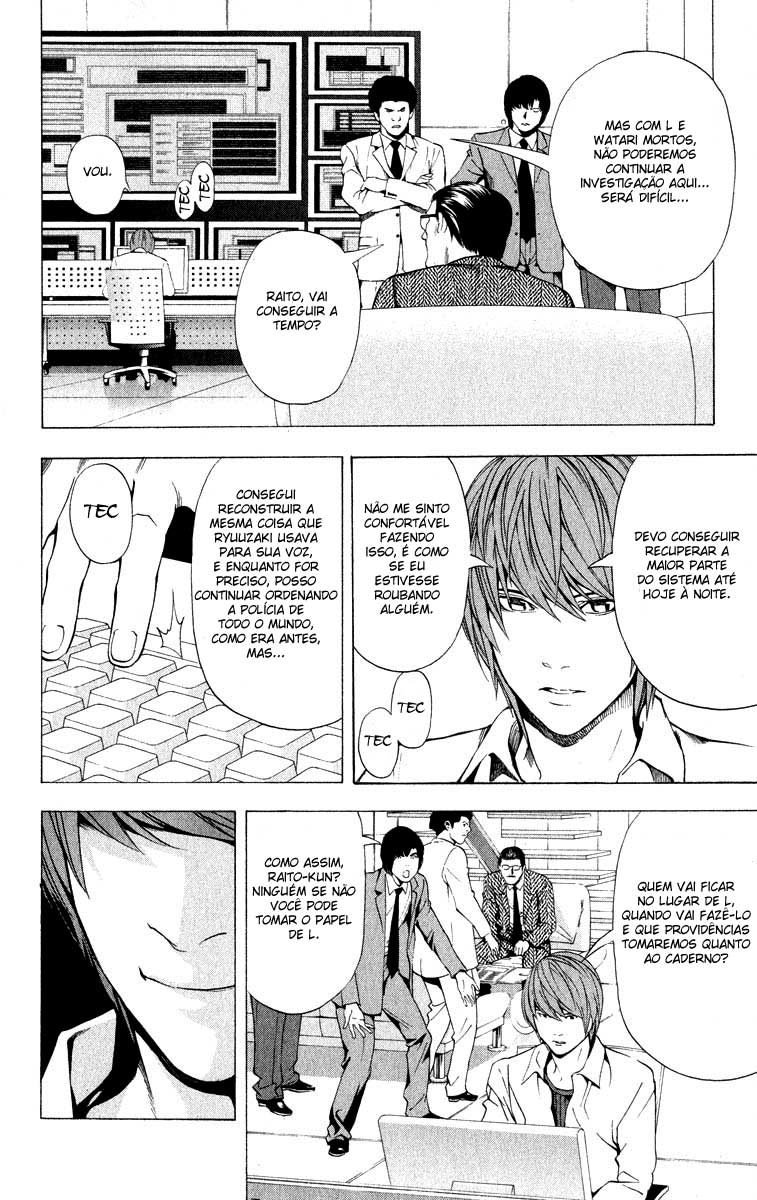 MAS COM L E
WATARI MORTOS,
NÃO PODEREMOS
CONTINUAR A
INVESTIGAÇÃO AQUI...
SERÁ DIFÍCIL...
RAITO, VAI
CONSEGUIR A
TEMPO?
TEC
TEC
VOU.
DEVO CONSEGUIR
RECUPERAR A
MAIOR PARTE
DO SISTEMA ATÉ
HOJE À NOITE.
NÃO ME SINTO
CONFORTÁVEL
FAZENDO
ISSO, É COMO
SE EU
ESTIVESSE
ROUBANDO
ALGUÉM.
TEC
TEC
CONSEGUI
RECONSTRUIR A
MESMA COISA QUE
RYUUZAKI USAVA
PARA SUA VOZ,
E ENQUANTO FOR
PRECISO, POSSO
CONTINUAR ORDENANDO
A POLÍCIA DE
TODO O MUNDO,
COMO ERA ANTES,
MAS...
TEC
QUEM VAI FICAR
NO LUGAR DE L,
QUANDO VAI FAZÊ-LO
E QUE PROVIDÊNCIAS
TOMAREMOS QUANTO
AO CADERNO?
COMO ASSIM,
RAITO-KUN?
NINGUÉM SE NÃO
VOCÊ PODE
TOMAR O PAPEL
DE L.